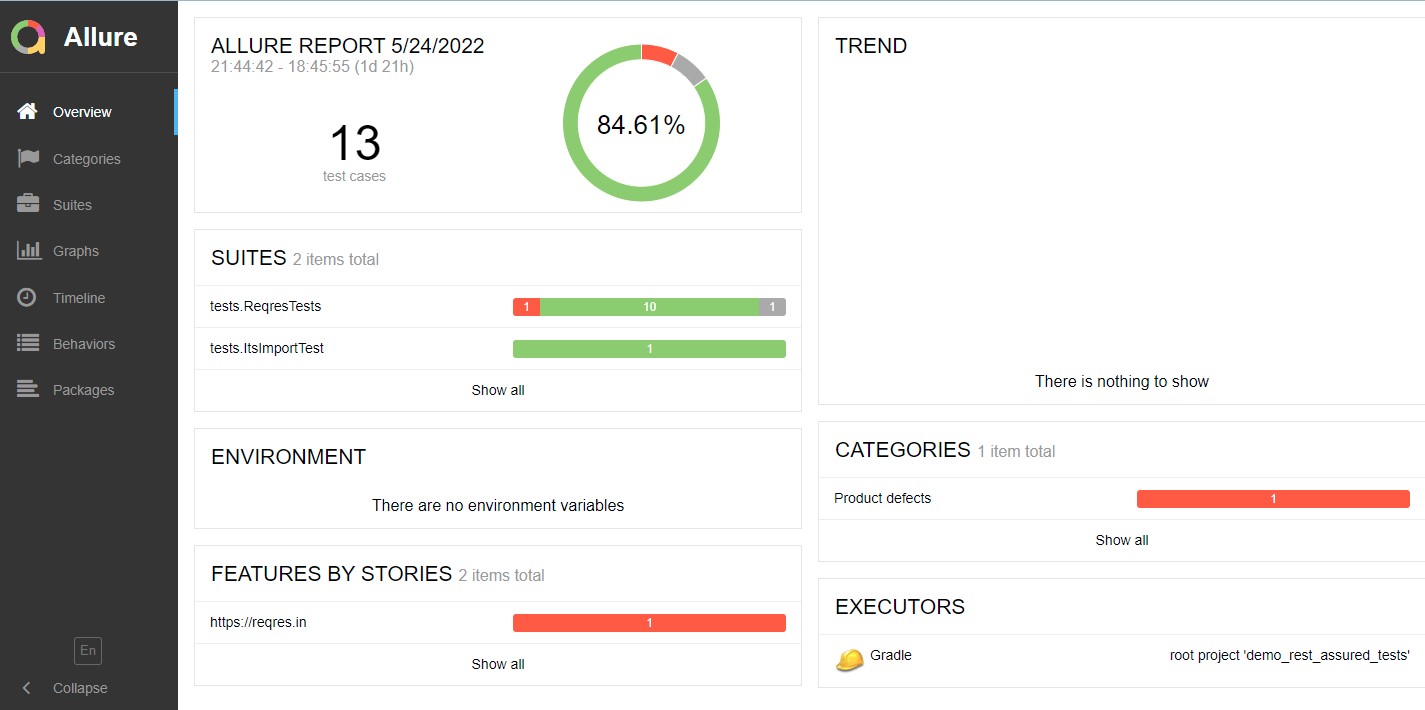 Allure
Overview
Categories
Suites
Graphs
Timeline
Behaviors
Packages
En
Collapse
ALLURE REPORT 5/24/2022
21:44:42 - 18:45:55 (1d 21h)
13
test cases
84.61%
SUITES 2 items total
tests.ReqresTests 1 10 1
tests.ItsImportTest 1
Show all
ENVIRONMENT
There are no environment variables
FEATURES BY STORIES 2 items total
https://reqres.in 1
Show all
TREND
There is nothing to show
CATEGORIES 1 item total
Product defects 1
Show all
EXECUTORS
Gradle root project 'demo_rest_assured_tests'